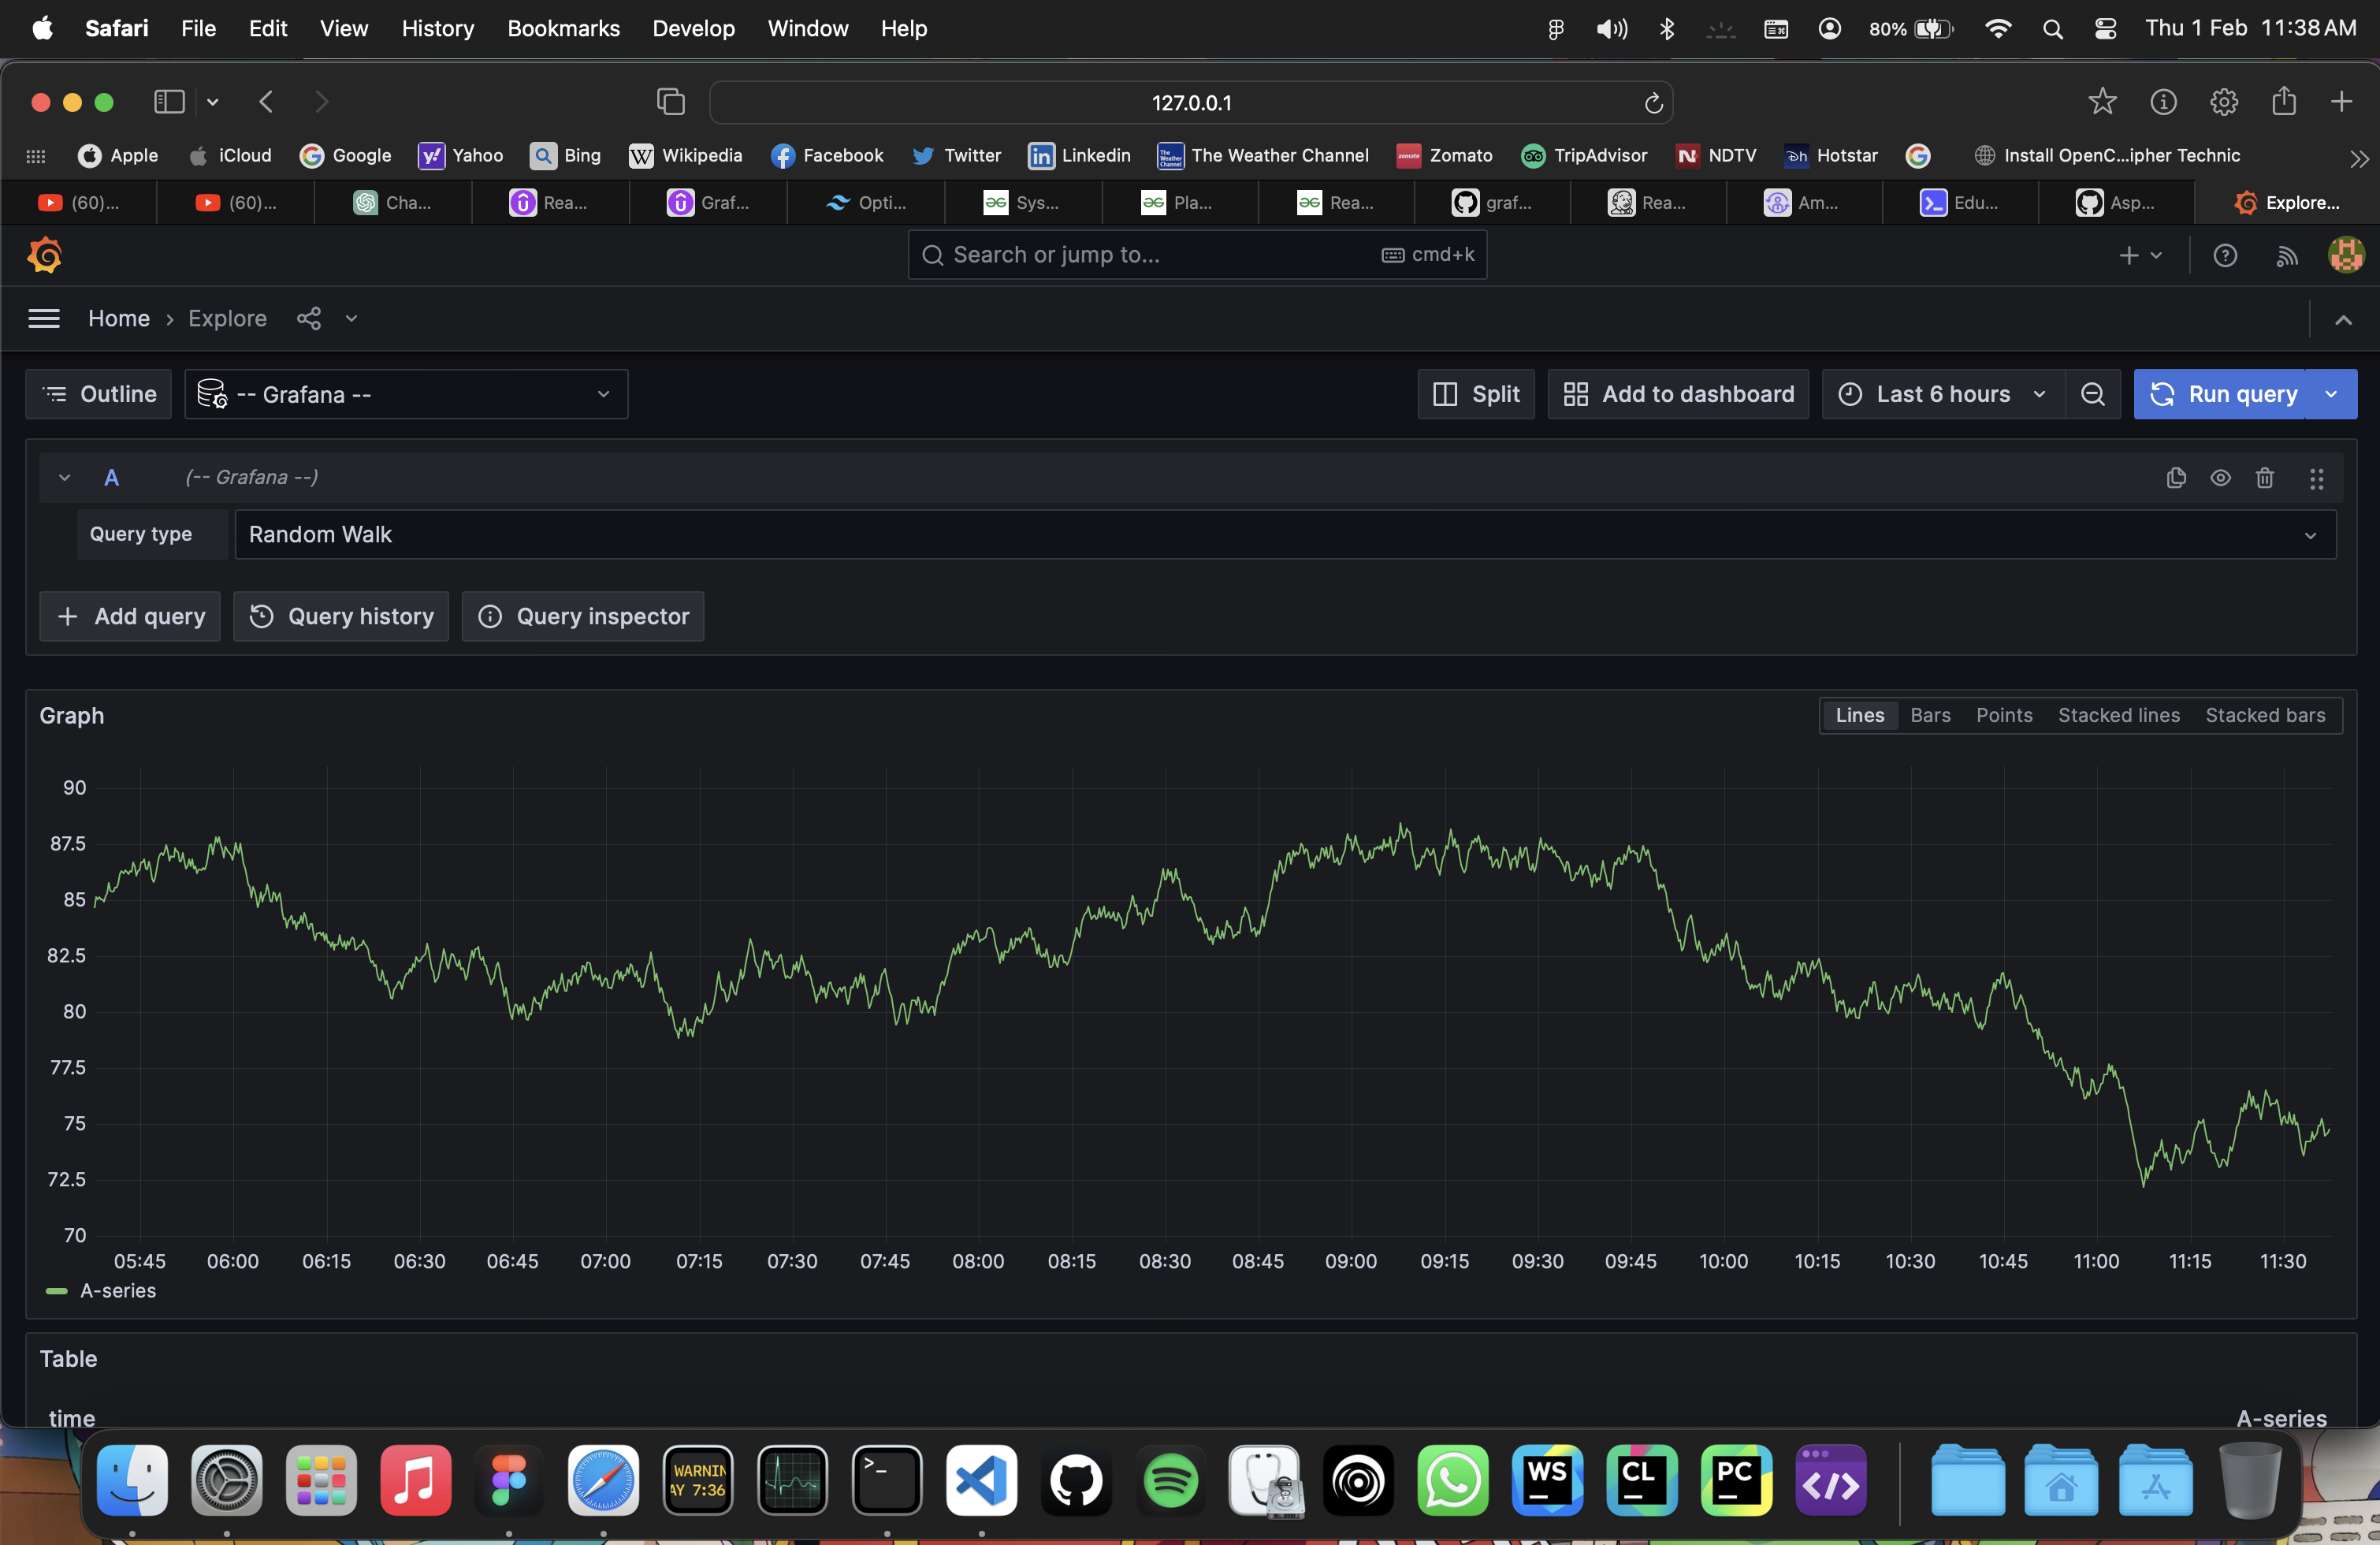 Safari File Edit View History Bookmarks Develop Window Help 80% Thu 1 Feb 11:38 AM
127.0.0.1
Apple iCloud Google Yahoo Bing Wikipedia Facebook Twitter Linkedin The Weather Channel Zomato TripAdvisor NDTV Hotstar Install OpenC...ipher Technic
(60)... (60)... Cha... Rea... Graf... Opti... Sys... Pla... Rea... graf... Rea... Am... Edu... Asp... Explore...
Search or jump to... cmd+k
Home › Explore
Outline -- Grafana -- Split Add to dashboard Last 6 hours Run query
A (-- Grafana --)
Query type Random Walk
+ Add query Query history Query inspector
Graph Lines Bars Points Stacked lines Stacked bars
90
87.5
85
82.5
80
77.5
75
72.5
70
05:45 06:00 06:15 06:30 06:45 07:00 07:15 07:30 07:45 08:00 08:15 08:30 08:45 09:00 09:15 09:30 09:45 10:00 10:15 10:30 10:45 11:00 11:15 11:30
A-series
Table
time A-series
WARNIN
AY 7:36
>_
WS CL PC </>